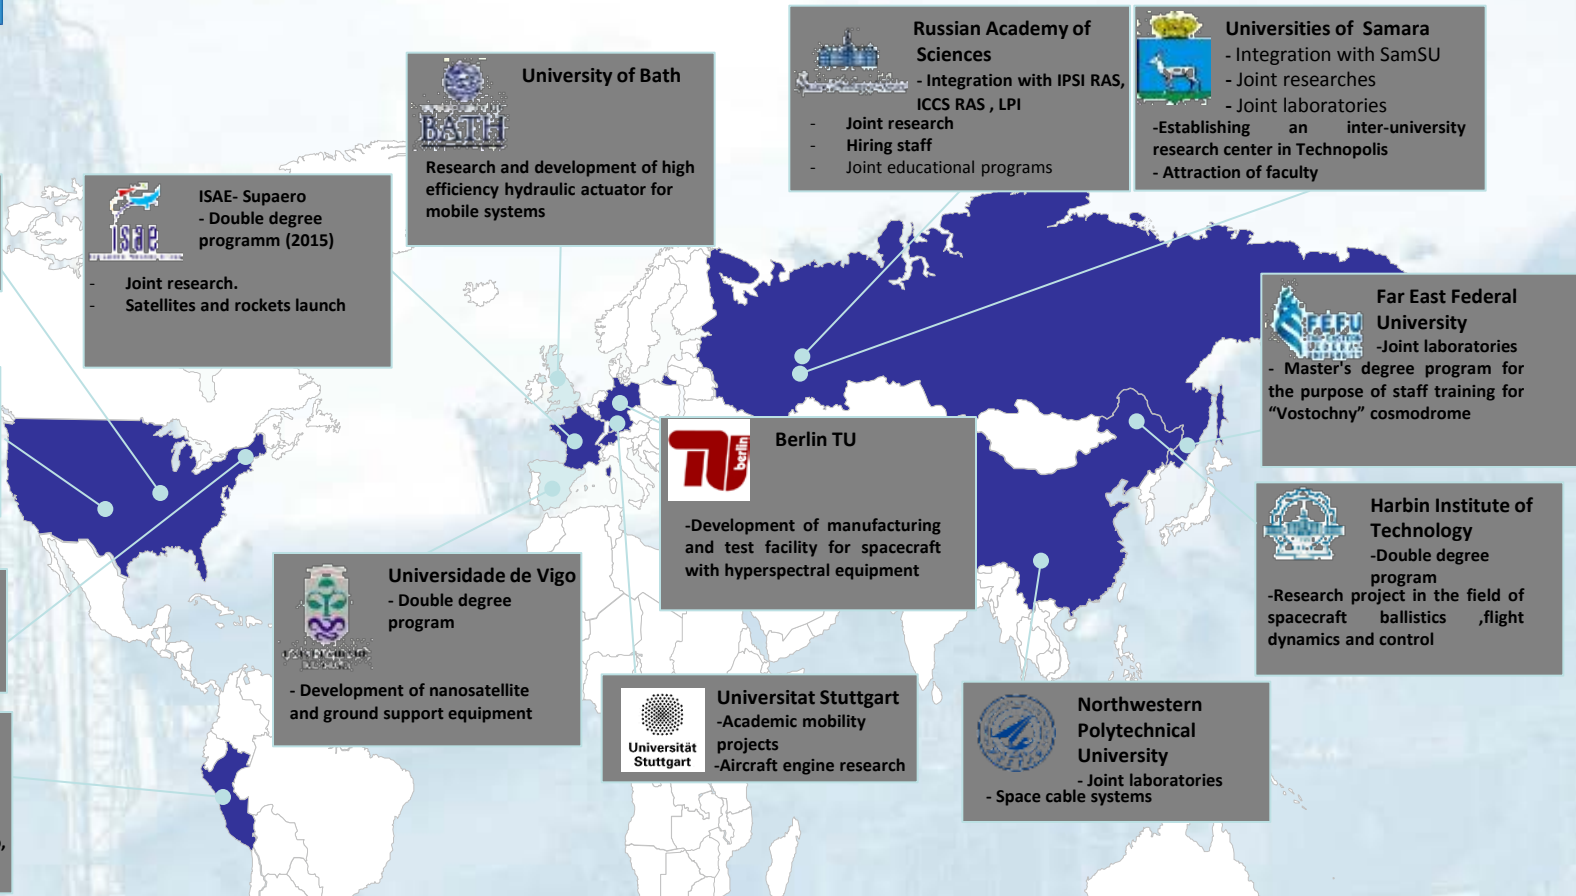 Russian Academy of
Sciences
- Integration with IPSI RAS,
ICCS RAS , LPI
- Joint research
- Hiring staff
- Joint educational programs
Universities of Samara
- Integration with SamSU
- Joint researches
- Joint laboratories
-Establishing an inter-university
research center in Technopolis
- Attraction of faculty
University of Bath
BATH
Research and development of high
efficiency hydraulic actuator for
mobile systems
isae
ISAE- Supaero
- Double degree
programm (2015)
- Joint research.
- Satellites and rockets launch
FEFU
Far East Federal
University
-Joint laboratories
- Master's degree program for
the purpose of staff training for
“Vostochny” cosmodrome
TU
berlin
Berlin TU
-Development of manufacturing
and test facility for spacecraft
with hyperspectral equipment
Harbin Institute of
Technology
-Double degree
program
-Research project in the field of
spacecraft ballistics ,flight
dynamics and control
Universidade de Vigo
- Double degree
program
- Development of nanosatellite
and ground support equipment
Universität
Stuttgart
Universitat Stuttgart
-Academic mobility
projects
-Aircraft engine research
Northwestern
Polytechnical
University
- Joint laboratories
- Space cable systems